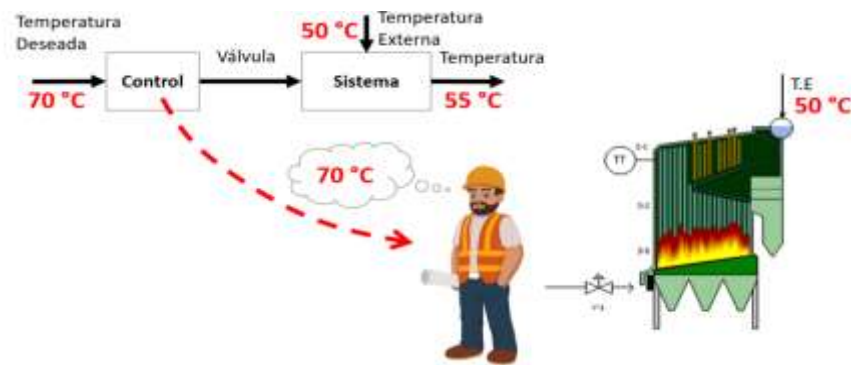 Temperatura
Deseada
70 °C
Control
Válvula
50 °C
Temperatura
Externa
Sistema
Temperatura
55 °C
70 °C
T.E
50 °C
TT